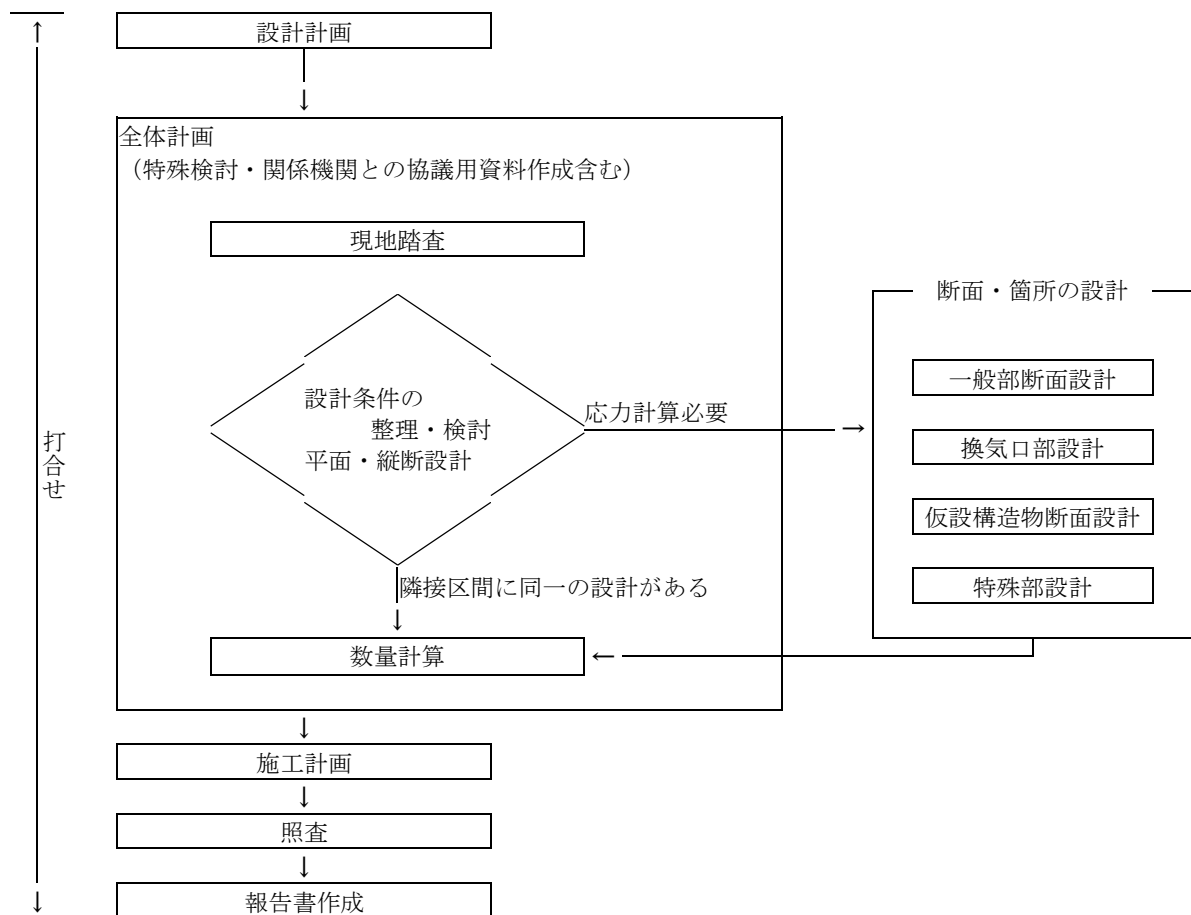 設計計画
↓
全体計画
（特殊検討・関係機関との協議用資料作成含む）
現地踏査
設計条件の
整理・検討
平面・縦断設計
応力計算必要
→
断面・箇所の設計
一般部断面設計
換気口部設計
仮設構造物断面設計
特殊部設計
隣接区間に同一の設計がある
↓
数量計算
←
↓
施工計画
↓
照査
↓
報告書作成
↑
打合せ
↓